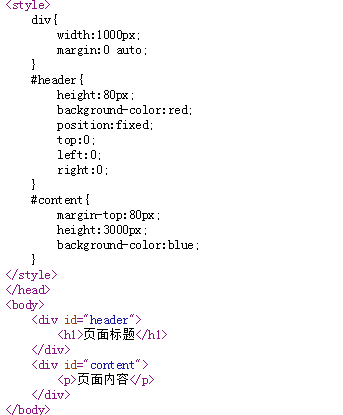 <style>
div{
width:1000px;
margin:0 auto;
}
#header{
height:80px;
background-color:red;
position:fixed;
top:0;
left:0;
right:0;
}
#content{
margin-top:80px;
height:3000px;
background-color:blue;
}
</style>
</head>
<body>
<div id="header">
<h1>页面标题</h1>
</div>
<div id="content">
<p>页面内容</p>
</div>
</body>